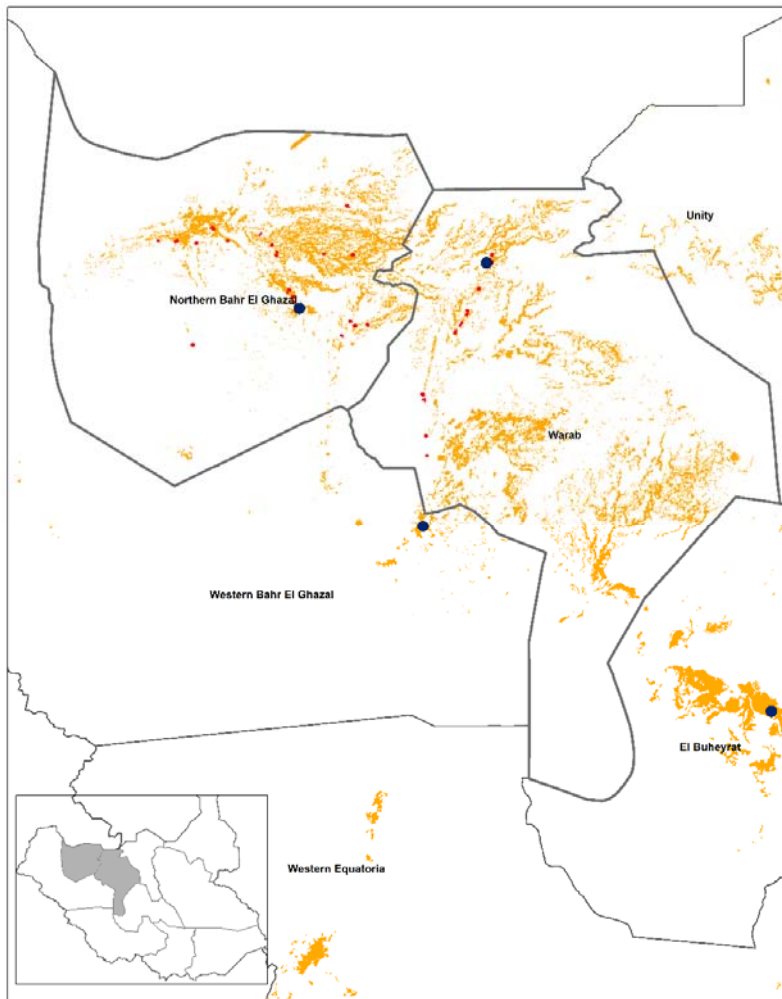 Unity
Northern Bahr El Ghazal
Warab
Western Bahr El Ghazal
El Buheyrat
Western Equatoria